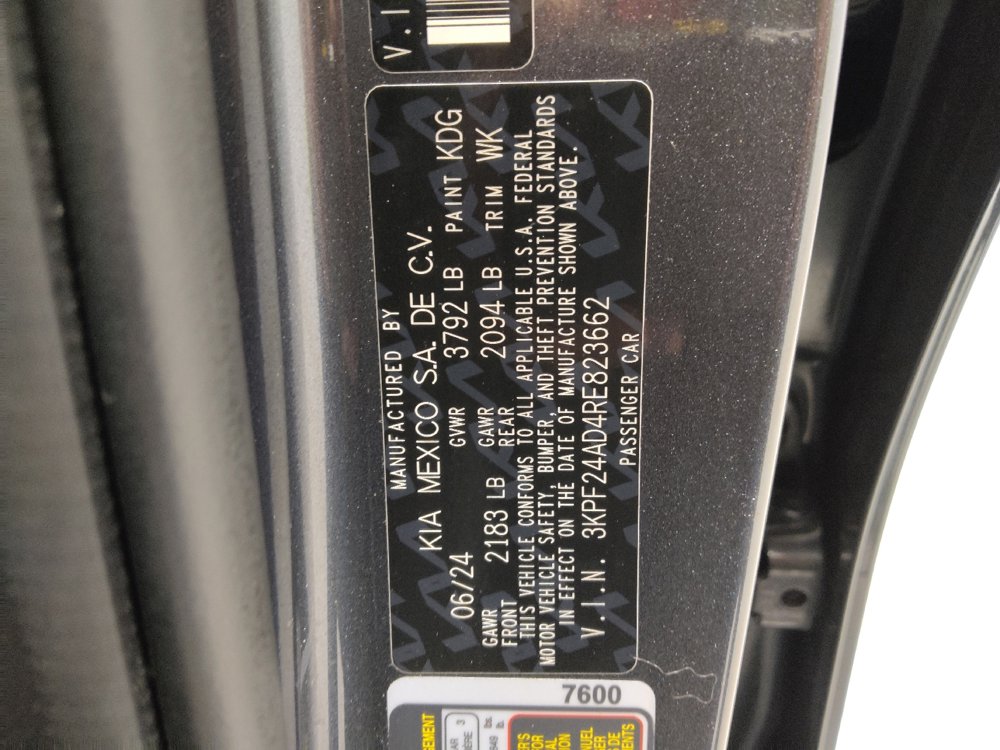 MANUFACTURED BY
KIA MEXICO S.A. DE C.V.
06/24 GVWR 3792 LB PAINT KDG
GAWR FRONT 2183 LB GAWR REAR 2094 LB TRIM WK
THIS VEHICLE CONFORMS TO ALL APPLICABLE U.S.A. FEDERAL
MOTOR VEHICLE SAFETY, BUMPER, AND THEFT PREVENTION STANDARDS
IN EFFECT ON THE DATE OF MANUFACTURE SHOWN ABOVE.
V.I.N. 3KPF24AD4RE823662
PASSENGER CAR
V.I
7600